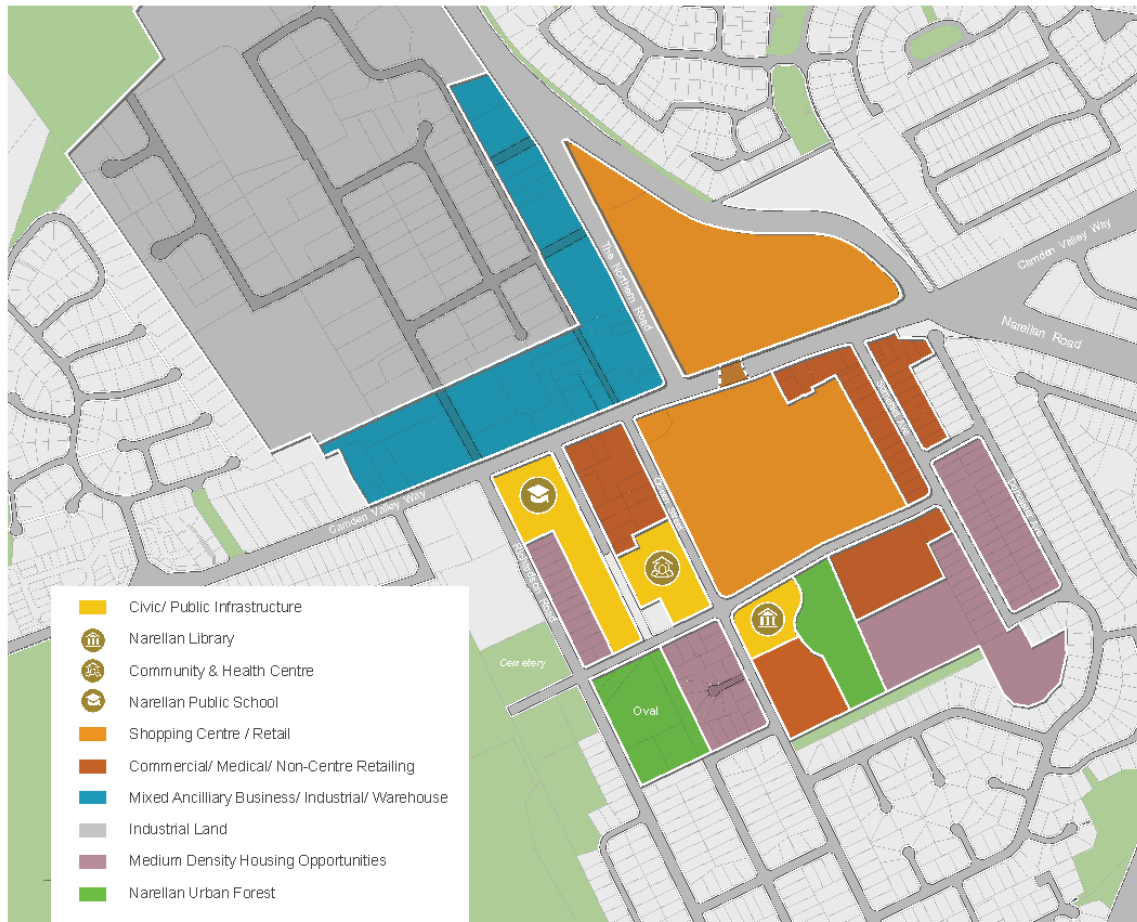 The Northern Road
Camden Valley Way
Narellan Road
Camden Valley Way
Richardson Road
Cemetery
Oval
Civic/ Public Infrastructure
Narellan Library
Community & Health Centre
Narellan Public School
Shopping Centre / Retail
Commercial/ Medical/ Non-Centre Retailing
Mixed Ancilliary Business/ Industrial/ Warehouse
Industrial Land
Medium Density Housing Opportunities
Narellan Urban Forest